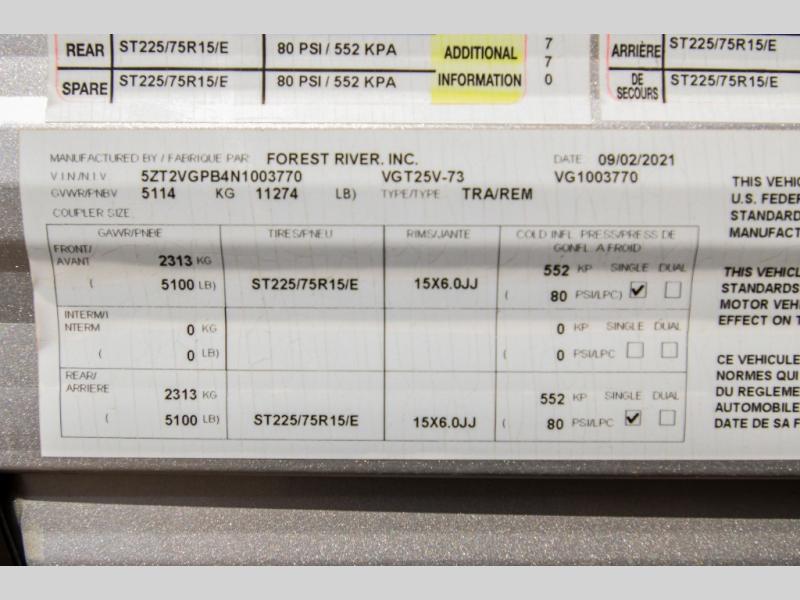 REAR ST225/75R15/E 80 PSI / 552 KPA
SPARE ST225/75R15/E 80 PSI / 552 KPA
ADDITIONAL
INFORMATION
7
7
0
ARRIÈRE ST225/75R15/E
DE
SECOURS ST225/75R15/E
MANUFACTURED BY / FABRIQUE PAR FOREST RIVER, INC. DATE 09/02/2021
V I N / N I V 5ZT2VGPB4N1003770 VGT25V-73 VG1003770
GVWR/PNBV 5114 KG 11274 LB) TYPE/TYPE TRA/REM
COUPLER SIZE
GAWR/PNBE TIRES/PNEU RIMS/JANTE COLD INFL PRESS/PRESS DE
GONFL A FROID
FRONT/
AVANT 2313 KG 552 KP SINGLE DUAL
( 5100 LB) ST225/75R15/E 15X6.0JJ ( 80 PSI/LPC)
INTERM/I
NTERM 0 KG 0 KP SINGLE DUAL
( 0 LB) ( 0 PSI/LPC
REAR/
ARRIERE 2313 KG 552 KP SINGLE DUAL
( 5100 LB) ST225/75R15/E 15X6.0JJ ( 80 PSI/LPC
THIS VEHIC
U.S. FEDER
STANDARD
MANUFACT
THIS VEHICL
STANDARDS
MOTOR VEH
EFFECT ON T
CE VEHICULE
NORMES QUI
DU REGLEME
AUTOMOBILE
DATE DE SA F